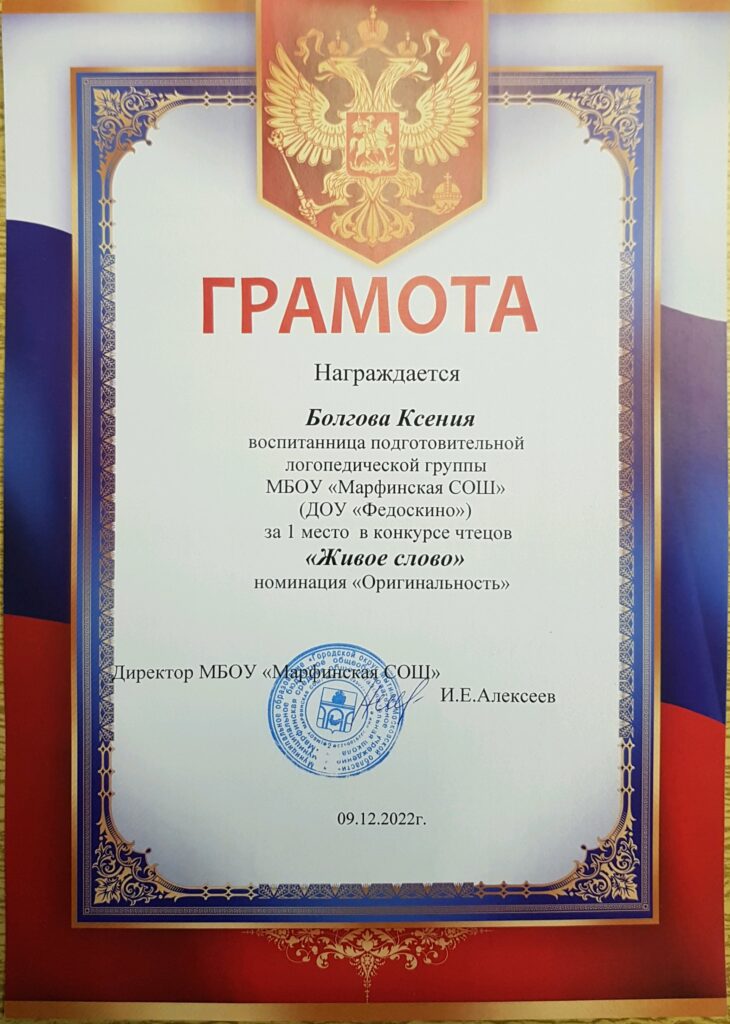 ГРАМОТА
Награждается
Болгова Ксения
воспитанница подготовительной
логопедической группы
МБОУ «Марфинская СОШ»
(ДОУ «Федоскино»)
за 1 место в конкурсе чтецов
«Живое слово»
номинация «Оригинальность»
Директор МБОУ «Марфинская СОШ»
И.Е.Алексеев
09.12.2022г.